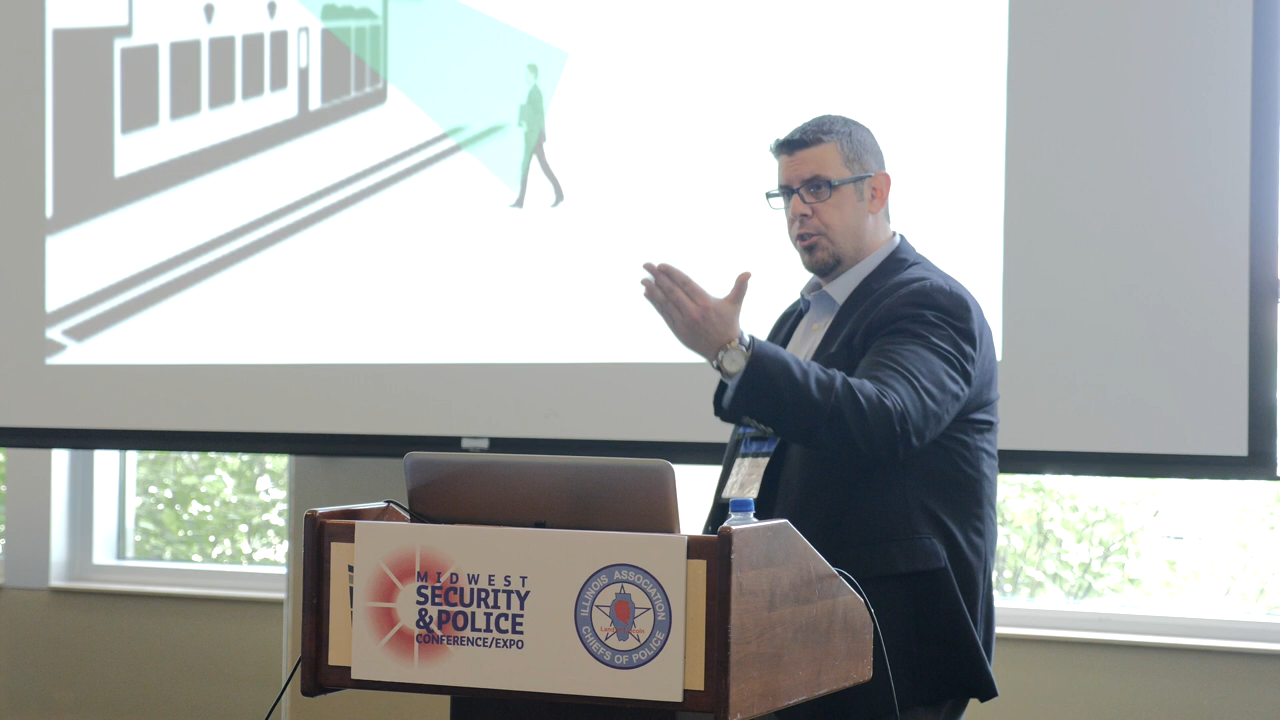 MIDWEST
SECURITY
&POLICE
CONFERENCE/EXPO
ILLINOIS ASSOCIATION
CHIEFS OF POLICE